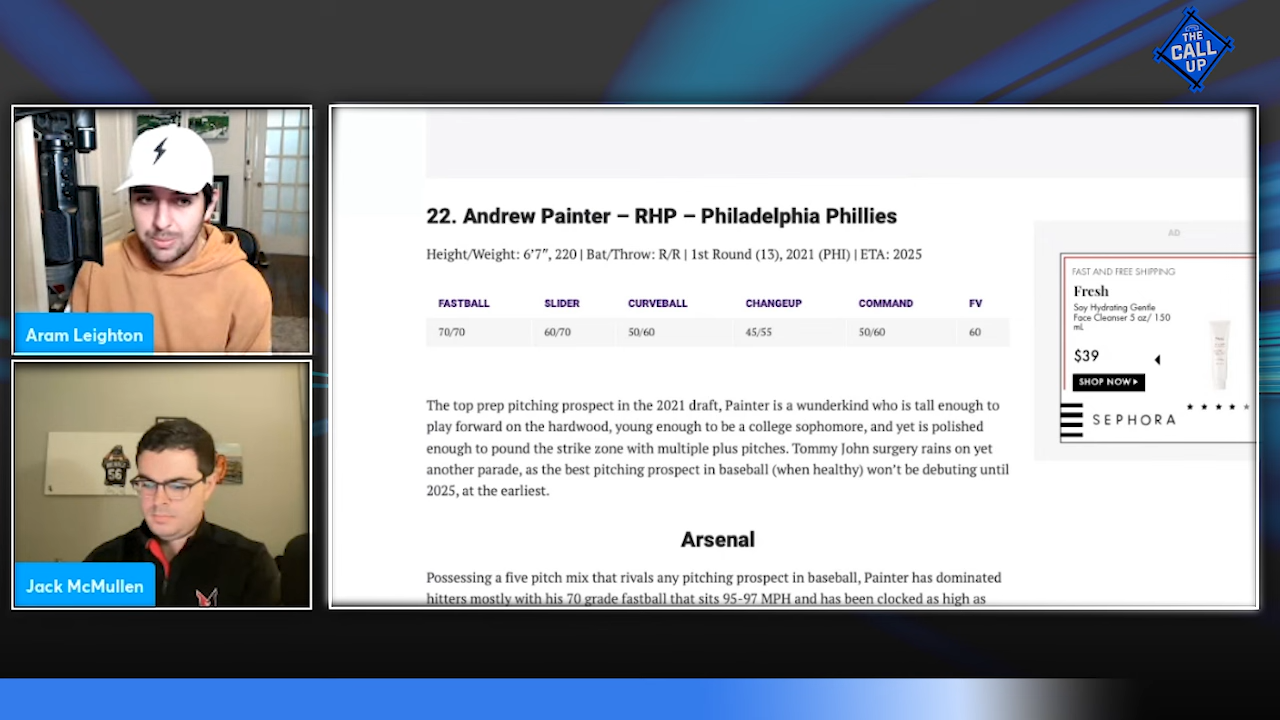 THE
CALL
UP
Aram Leighton
56
Jack McMullen
22. Andrew Painter – RHP – Philadelphia Phillies
Height/Weight: 6’7″, 220 | Bat/Throw: R/R | 1st Round (13), 2021 (PHI) | ETA: 2025
FASTBALL SLIDER CURVEBALL CHANGEUP COMMAND FV
70/70 60/70 50/60 45/55 50/60 60
The top prep pitching prospect in the 2021 draft, Painter is a wunderkind who is tall enough to
play forward on the hardwood, young enough to be a college sophomore, and yet is polished
enough to pound the strike zone with multiple plus pitches. Tommy John surgery rains on yet
another parade, as the best pitching prospect in baseball (when healthy) won’t be debuting until
2025, at the earliest.
Arsenal
Possessing a five pitch mix that rivals any pitching prospect in baseball, Painter has dominated
hitters mostly with his 70 grade fastball that sits 95-97 MPH and has been clocked as high as
AD
FAST AND FREE SHIPPING
Fresh
Soy Hydrating Gentle
Face Cleanser 5 oz/ 150
mL
$39
SHOP NOW
SEPHORA